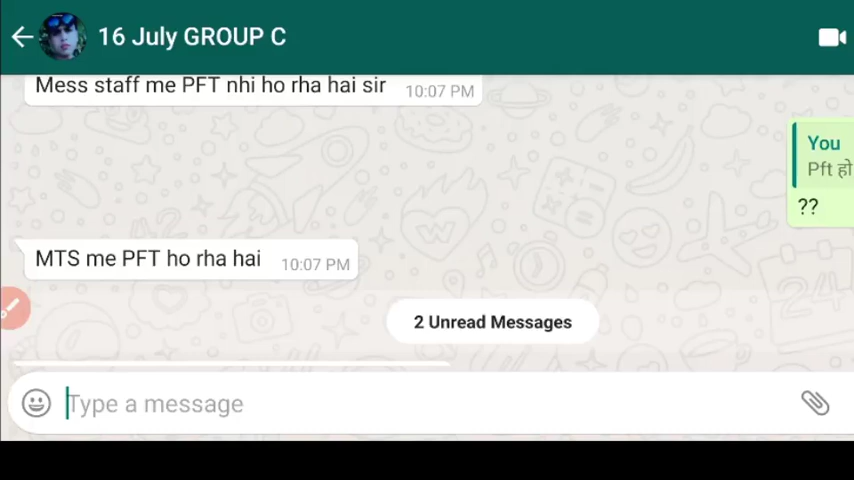 16 July GROUP C
Mess staff me PFT nhi ho rha hai sir 10:07 PM
You
Pft हो
??
MTS me PFT ho rha hai 10:07 PM
2 Unread Messages
Type a message